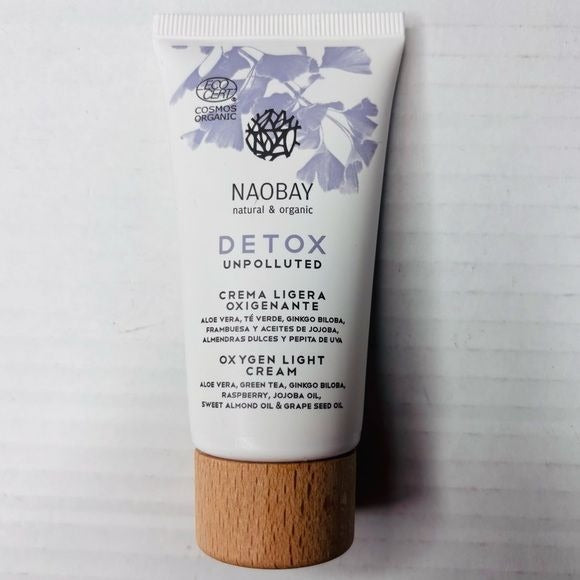 ECO
CERT
®
COSMOS
ORGANIC
NAOBAY
natural & organic
DETOX
UNPOLLUTED
CREMA LIGERA
OXIGENANTE
ALOE VERA, TÉ VERDE, GINKGO BILOBA,
FRAMBUESA Y ACEITES DE JOJOBA,
ALMENDRAS DULCES Y PEPITA DE UVA
OXYGEN LIGHT
CREAM
ALOE VERA, GREEN TEA, GINKGO BILOBA,
RASPBERRY, JOJOBA OIL,
SWEET ALMOND OIL & GRAPE SEED OIL